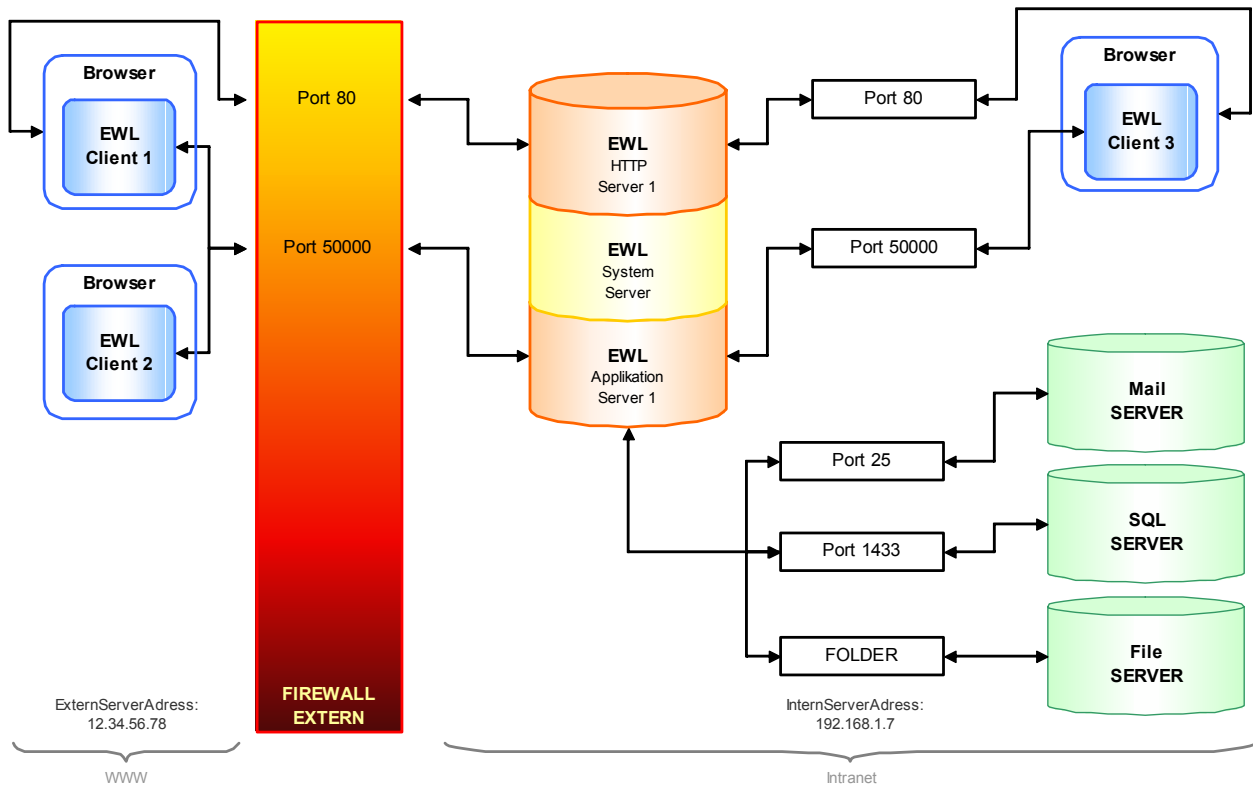 Browser
EWL
Client 1
Browser
EWL
Client 2
Port 80
Port 50000
FIREWALL
EXTERN
EWL
HTTP
Server 1
EWL
System
Server
EWL
Applikation
Server 1
Port 80
Port 50000
Browser
EWL
Client 3
Port 25
Port 1433
FOLDER
Mail
SERVER
SQL
SERVER
File
SERVER
ExternServerAdress:
12.34.56.78
WWW
InternServerAdress:
192.168.1.7
Intranet